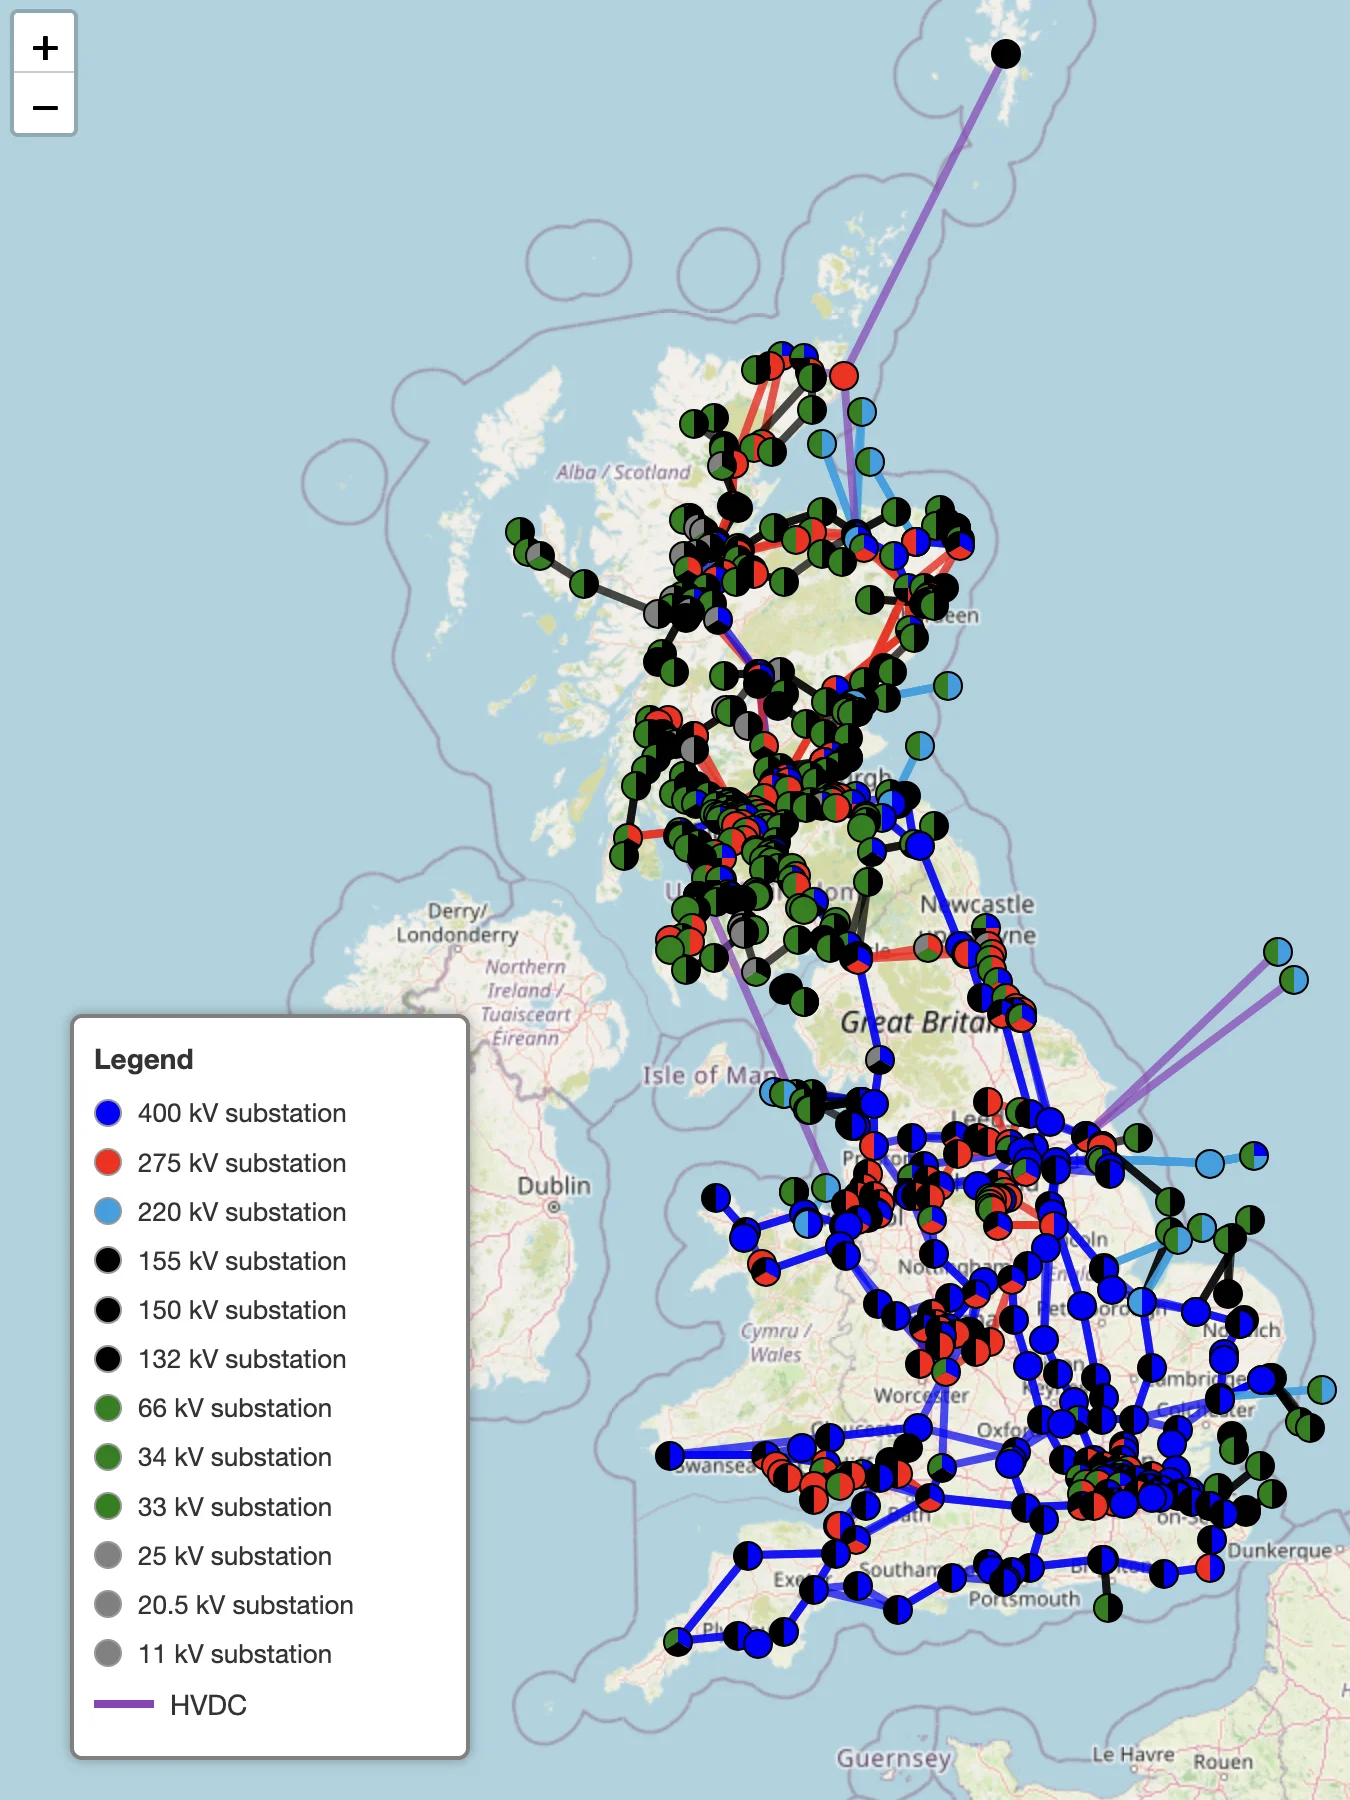 +
−
Alba / Scotland
Derry/
Londonderry
Newcastle
Northern
Ireland /
Tuaisceart
Éireann
Great Britain
Isle of Man
Dublin
Nottingham
Cymru /
Wales
Worcester
Swansea
Bath
Southam
Portsmouth
Dunkerque
Guernsey
Le Havre
Rouen
Legend
400 kV substation
275 kV substation
220 kV substation
155 kV substation
150 kV substation
132 kV substation
66 kV substation
34 kV substation
33 kV substation
25 kV substation
20.5 kV substation
11 kV substation
HVDC